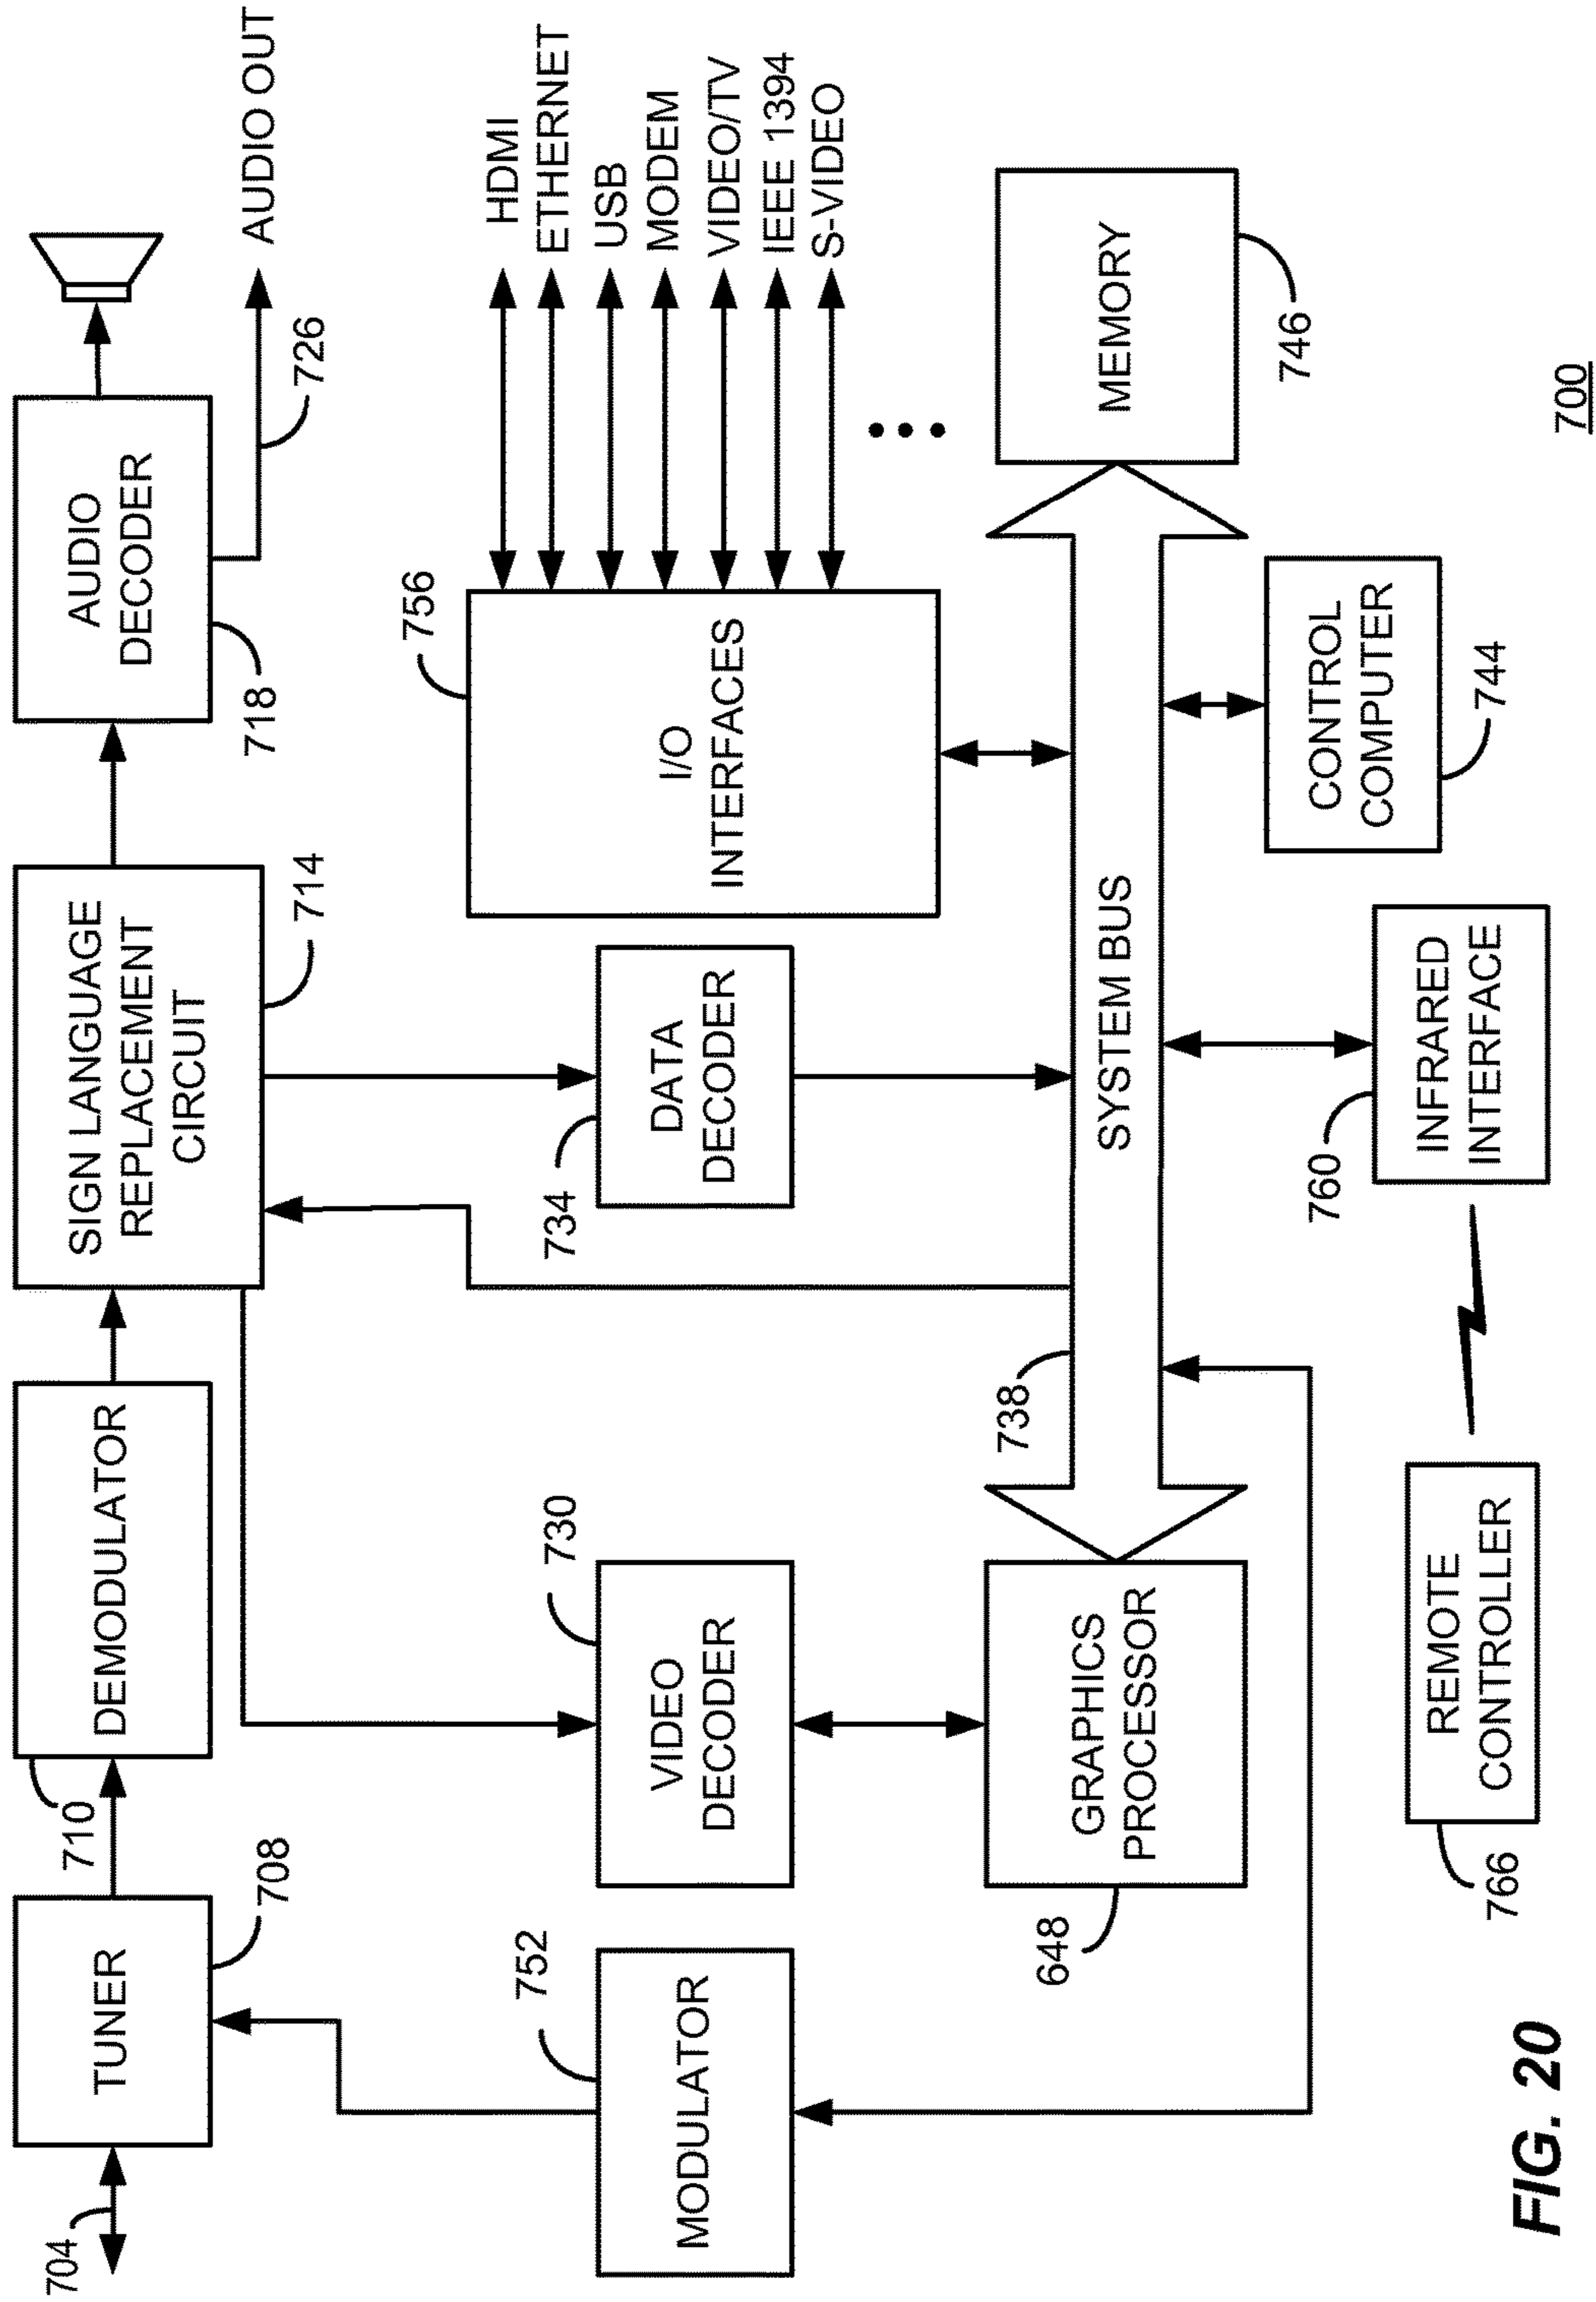 704
TUNER
708
710
DEMODULATOR
SIGN LANGUAGE
REPLACEMENT
CIRCUIT
714
AUDIO
DECODER
718
726
AUDIO OUT
752
MODULATOR
730
VIDEO
DECODER
734
DATA
DECODER
756
I/O
INTERFACES
HDMI
ETHERNET
USB
MODEM
VIDEO/TV
IEEE 1394
S-VIDEO
648
GRAPHICS
PROCESSOR
738
SYSTEM BUS
MEMORY
746
766
REMOTE
CONTROLLER
760
INFRARED
INTERFACE
CONTROL
COMPUTER
744
FIG. 20
700